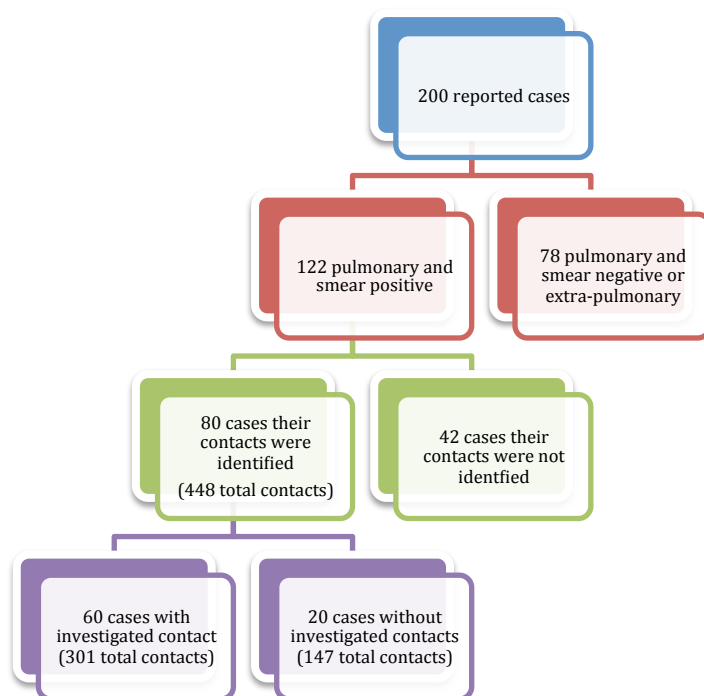 200 reported cases
122 pulmonary and
smear positive
78 pulmonary and
smear negative or
extra-pulmonary
80 cases their
contacts were
identified
(448 total contacts)
42 cases their
contacts were not
identfied
60 cases with
investigated contact
(301 total contacts)
20 cases without
investigated contacts
(147 total contacts)